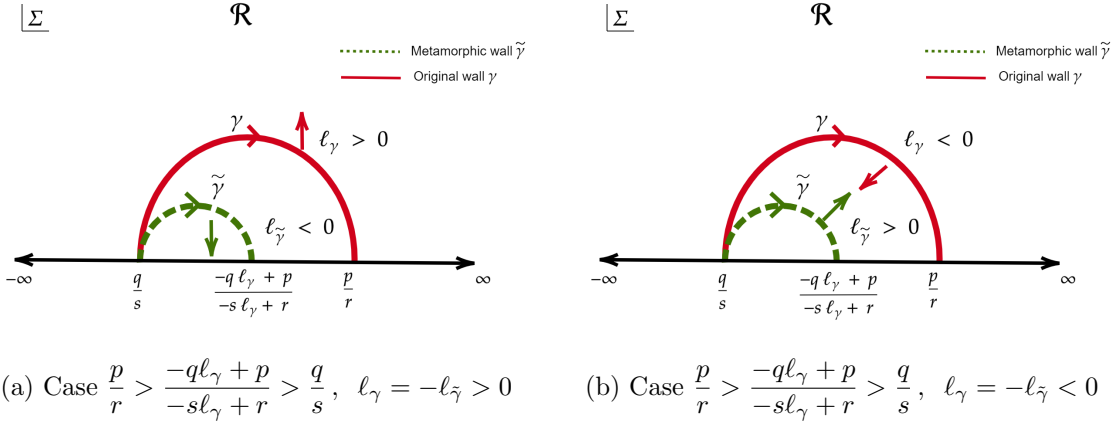 Σ ℛ
Metamorphic wall γ̃
Original wall γ
γ
ℓ_γ > 0
γ̃
ℓ_γ̃ < 0
−∞ q/s (−q ℓ_γ + p)/(−s ℓ_γ + r) p/r ∞
(a) Case p/r > (−qℓ_γ + p)/(−sℓ_γ + r) > q/s , ℓ_γ = −ℓ_γ̃ > 0
Σ ℛ
Metamorphic wall γ̃
Original wall γ
γ
ℓ_γ < 0
γ̃
ℓ_γ̃ > 0
−∞ q/s (−q ℓ_γ + p)/(−s ℓ_γ + r) p/r ∞
(b) Case p/r > (−qℓ_γ + p)/(−sℓ_γ + r) > q/s , ℓ_γ = −ℓ_γ̃ < 0